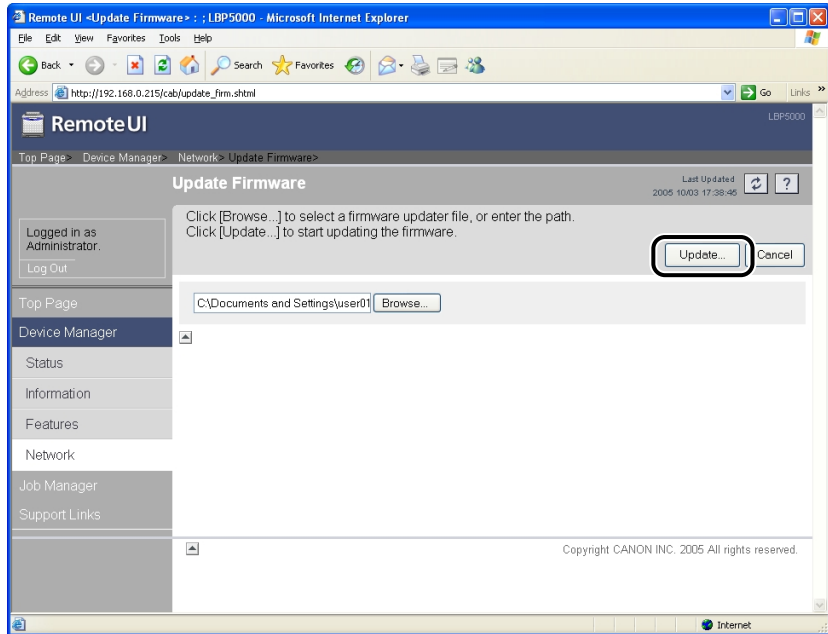 Remote UI <Update Firmware> : ; LBP5000 - Microsoft Internet Explorer
File Edit View Favorites Tools Help
Back Search Favorites
Address http://192.168.0.215/cab/update_firm.shtml Go Links »
Remote UI LBP5000
Top Page> Device Manager> Network> Update Firmware>
Update Firmware
Last Updated
2005 10/03 17:38:45 ?
Click [Browse...] to select a firmware updater file, or enter the path.
Click [Update...] to start updating the firmware.
Update... Cancel
Logged in as
Administrator.
Log Out
C:\Documents and Settings\user01 Browse...
Top Page
Device Manager
Status
Information
Features
Network
Job Manager
Support Links
Copyright CANON INC. 2005 All rights reserved.
Internet